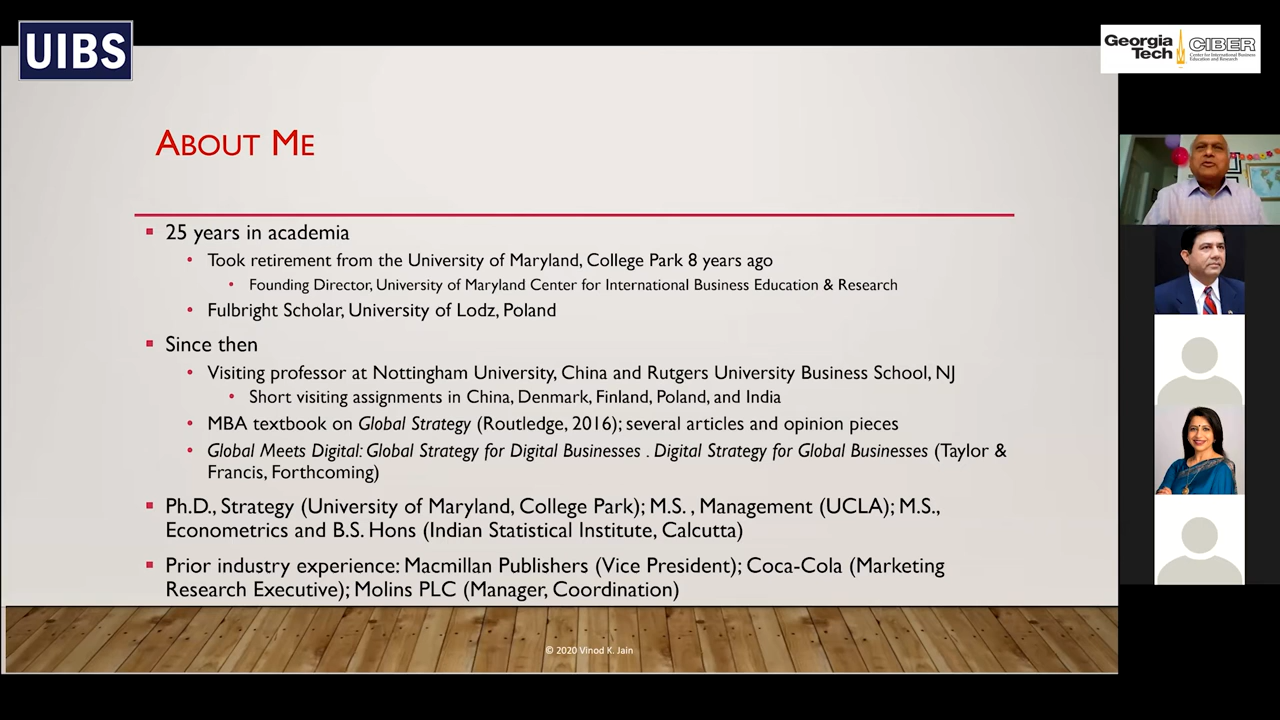 UIBS
Georgia Tech CIBER
Center for International Business Education and Research
ABOUT ME
25 years in academia
Took retirement from the University of Maryland, College Park 8 years ago
Founding Director, University of Maryland Center for International Business Education & Research
Fulbright Scholar, University of Lodz, Poland
Since then
Visiting professor at Nottingham University, China and Rutgers University Business School, NJ
Short visiting assignments in China, Denmark, Finland, Poland, and India
MBA textbook on Global Strategy (Routledge, 2016); several articles and opinion pieces
Global Meets Digital: Global Strategy for Digital Businesses . Digital Strategy for Global Businesses (Taylor &
Francis, Forthcoming)
Ph.D., Strategy (University of Maryland, College Park); M.S. , Management (UCLA); M.S.,
Econometrics and B.S. Hons (Indian Statistical Institute, Calcutta)
Prior industry experience: Macmillan Publishers (Vice President); Coca-Cola (Marketing
Research Executive); Molins PLC (Manager, Coordination)
© 2020 Vinod K. Jain